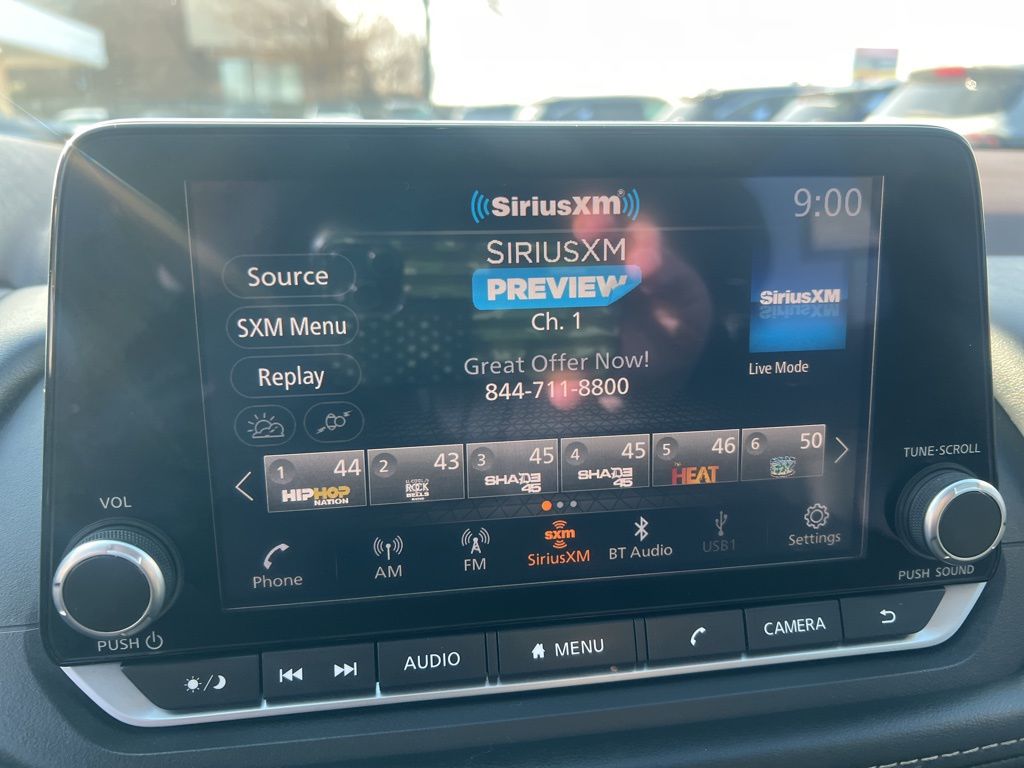 SiriusXm
9:00
SIRIUSXM
PREVIEW
Ch. 1
Great Offer Now!
844-711-8800
Source
SXM Menu
Replay
SiriusXM
Live Mode
1 44
HIPHOP
NATION
2 43
ROCK
BELLS
3 45
SHADE
45
4 45
SHADE
45
5 46
HEAT
6 50
Phone
AM
FM
sxm
SiriusXM
BT Audio
USB1
Settings
VOL
PUSH
TUNE·SCROLL
PUSH SOUND
AUDIO
MENU
CAMERA